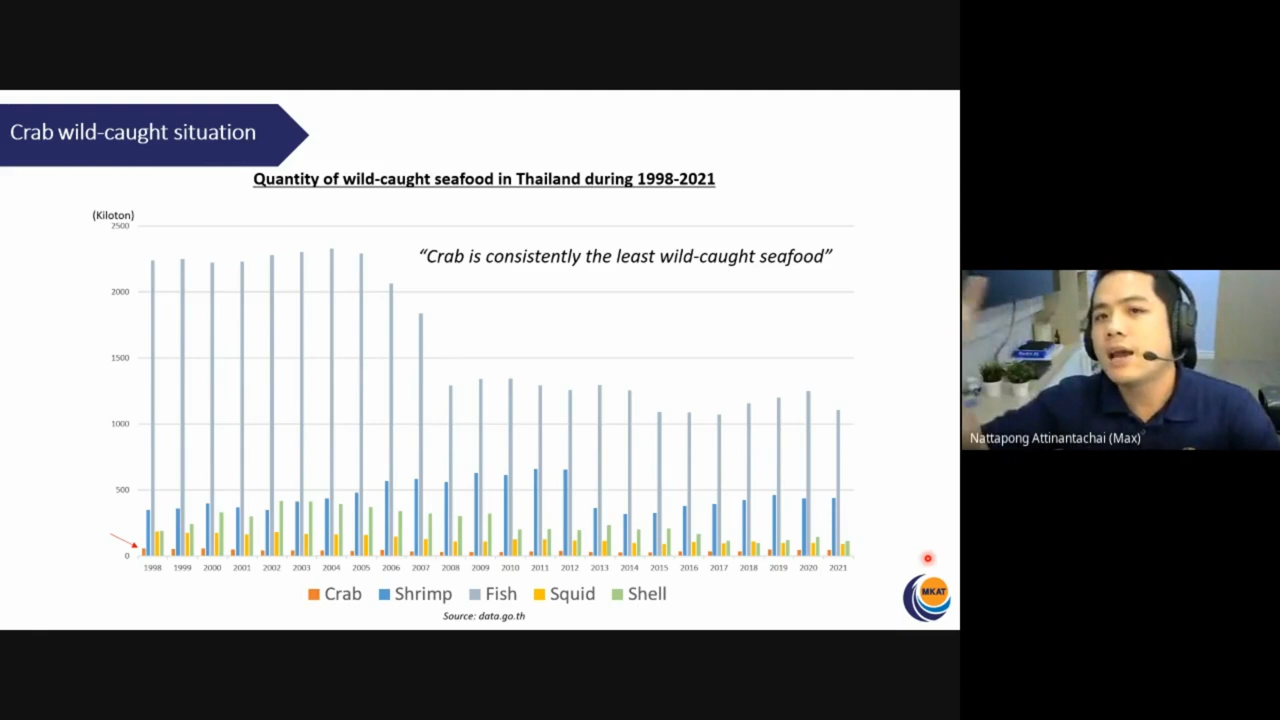 Crab wild-caught situation
Quantity of wild-caught seafood in Thailand during 1998-2021
(Kiloton)
2500
“Crab is consistently the least wild-caught seafood”
2000
1500
1000
500
0
1998 1999 2000 2001 2002 2003 2004 2005 2006 2007 2008 2009 2010 2011 2012 2013 2014 2015 2016 2017 2018 2019 2020 2021
Crab Shrimp Fish Squid Shell
Source: data.go.th
MKAT
Nattapong Attinantachai (Max)